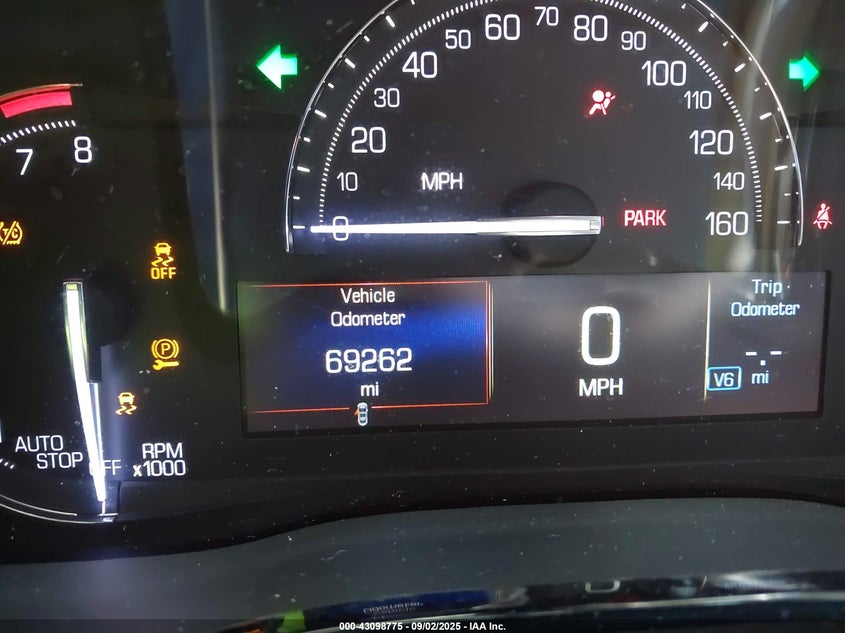 7
8
AUTO
STOP
OFF
RPM
x1000
OFF
P
0
10
20
30
40
50
60
70
80
90
100
110
120
140
160
MPH
PARK
Vehicle
Odometer
69262
mi
0
MPH
Trip
Odometer
--.-
V6 mi
000-43098775 - 09/02/2025 - IAA Inc.